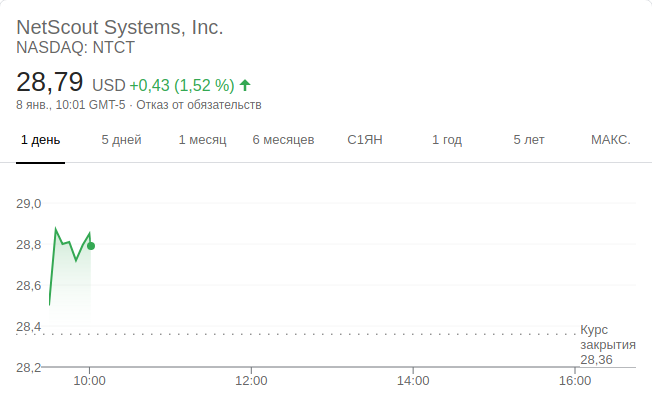 NetScout Systems, Inc.
NASDAQ: NTCT
28,79 USD +0,43 (1,52 %)
8 янв., 10:01 GMT-5 · Отказ от обязательств
1 день 5 дней 1 месяц 6 месяцев С1ЯН 1 год 5 лет МАКС.
29,0
28,8
28,6
28,4
Курс
закрытия
28,36
28,2
10:00 12:00 14:00 16:00